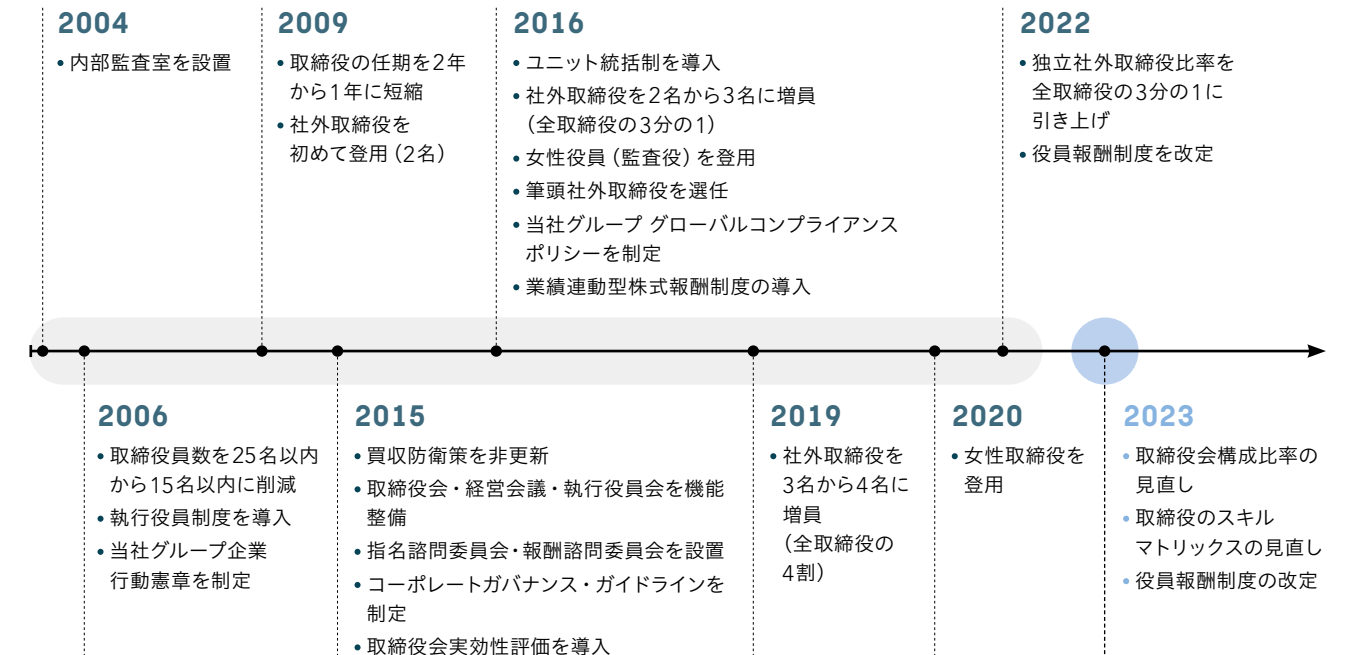 2004
• 内部監査室を設置
2009
• 取締役の任期を2年
から1年に短縮
• 社外取締役を
初めて登用（2名）
2016
• ユニット統括制を導入
• 社外取締役を2名から3名に増員
（全取締役の3分の1）
• 女性役員（監査役）を登用
• 筆頭社外取締役を選任
• 当社グループ グローバルコンプライアンス
ポリシーを制定
• 業績連動型株式報酬制度の導入
2022
• 独立社外取締役比率を
全取締役の3分の1に
引き上げ
• 役員報酬制度を改定
2006
• 取締役員数を25名以内
から15名以内に削減
• 執行役員制度を導入
• 当社グループ企業
行動憲章を制定
2015
• 買収防衛策を非更新
• 取締役会・経営会議・執行役員会を機能
整備
• 指名諮問委員会・報酬諮問委員会を設置
• コーポレートガバナンス・ガイドラインを
制定
• 取締役会実効性評価を導入
2019
• 社外取締役を
3名から4名に
増員
（全取締役の
4割）
2020
• 女性取締役を
登用
2023
• 取締役会構成比率の
見直し
• 取締役のスキル
マトリックスの見直し
• 役員報酬制度の改定